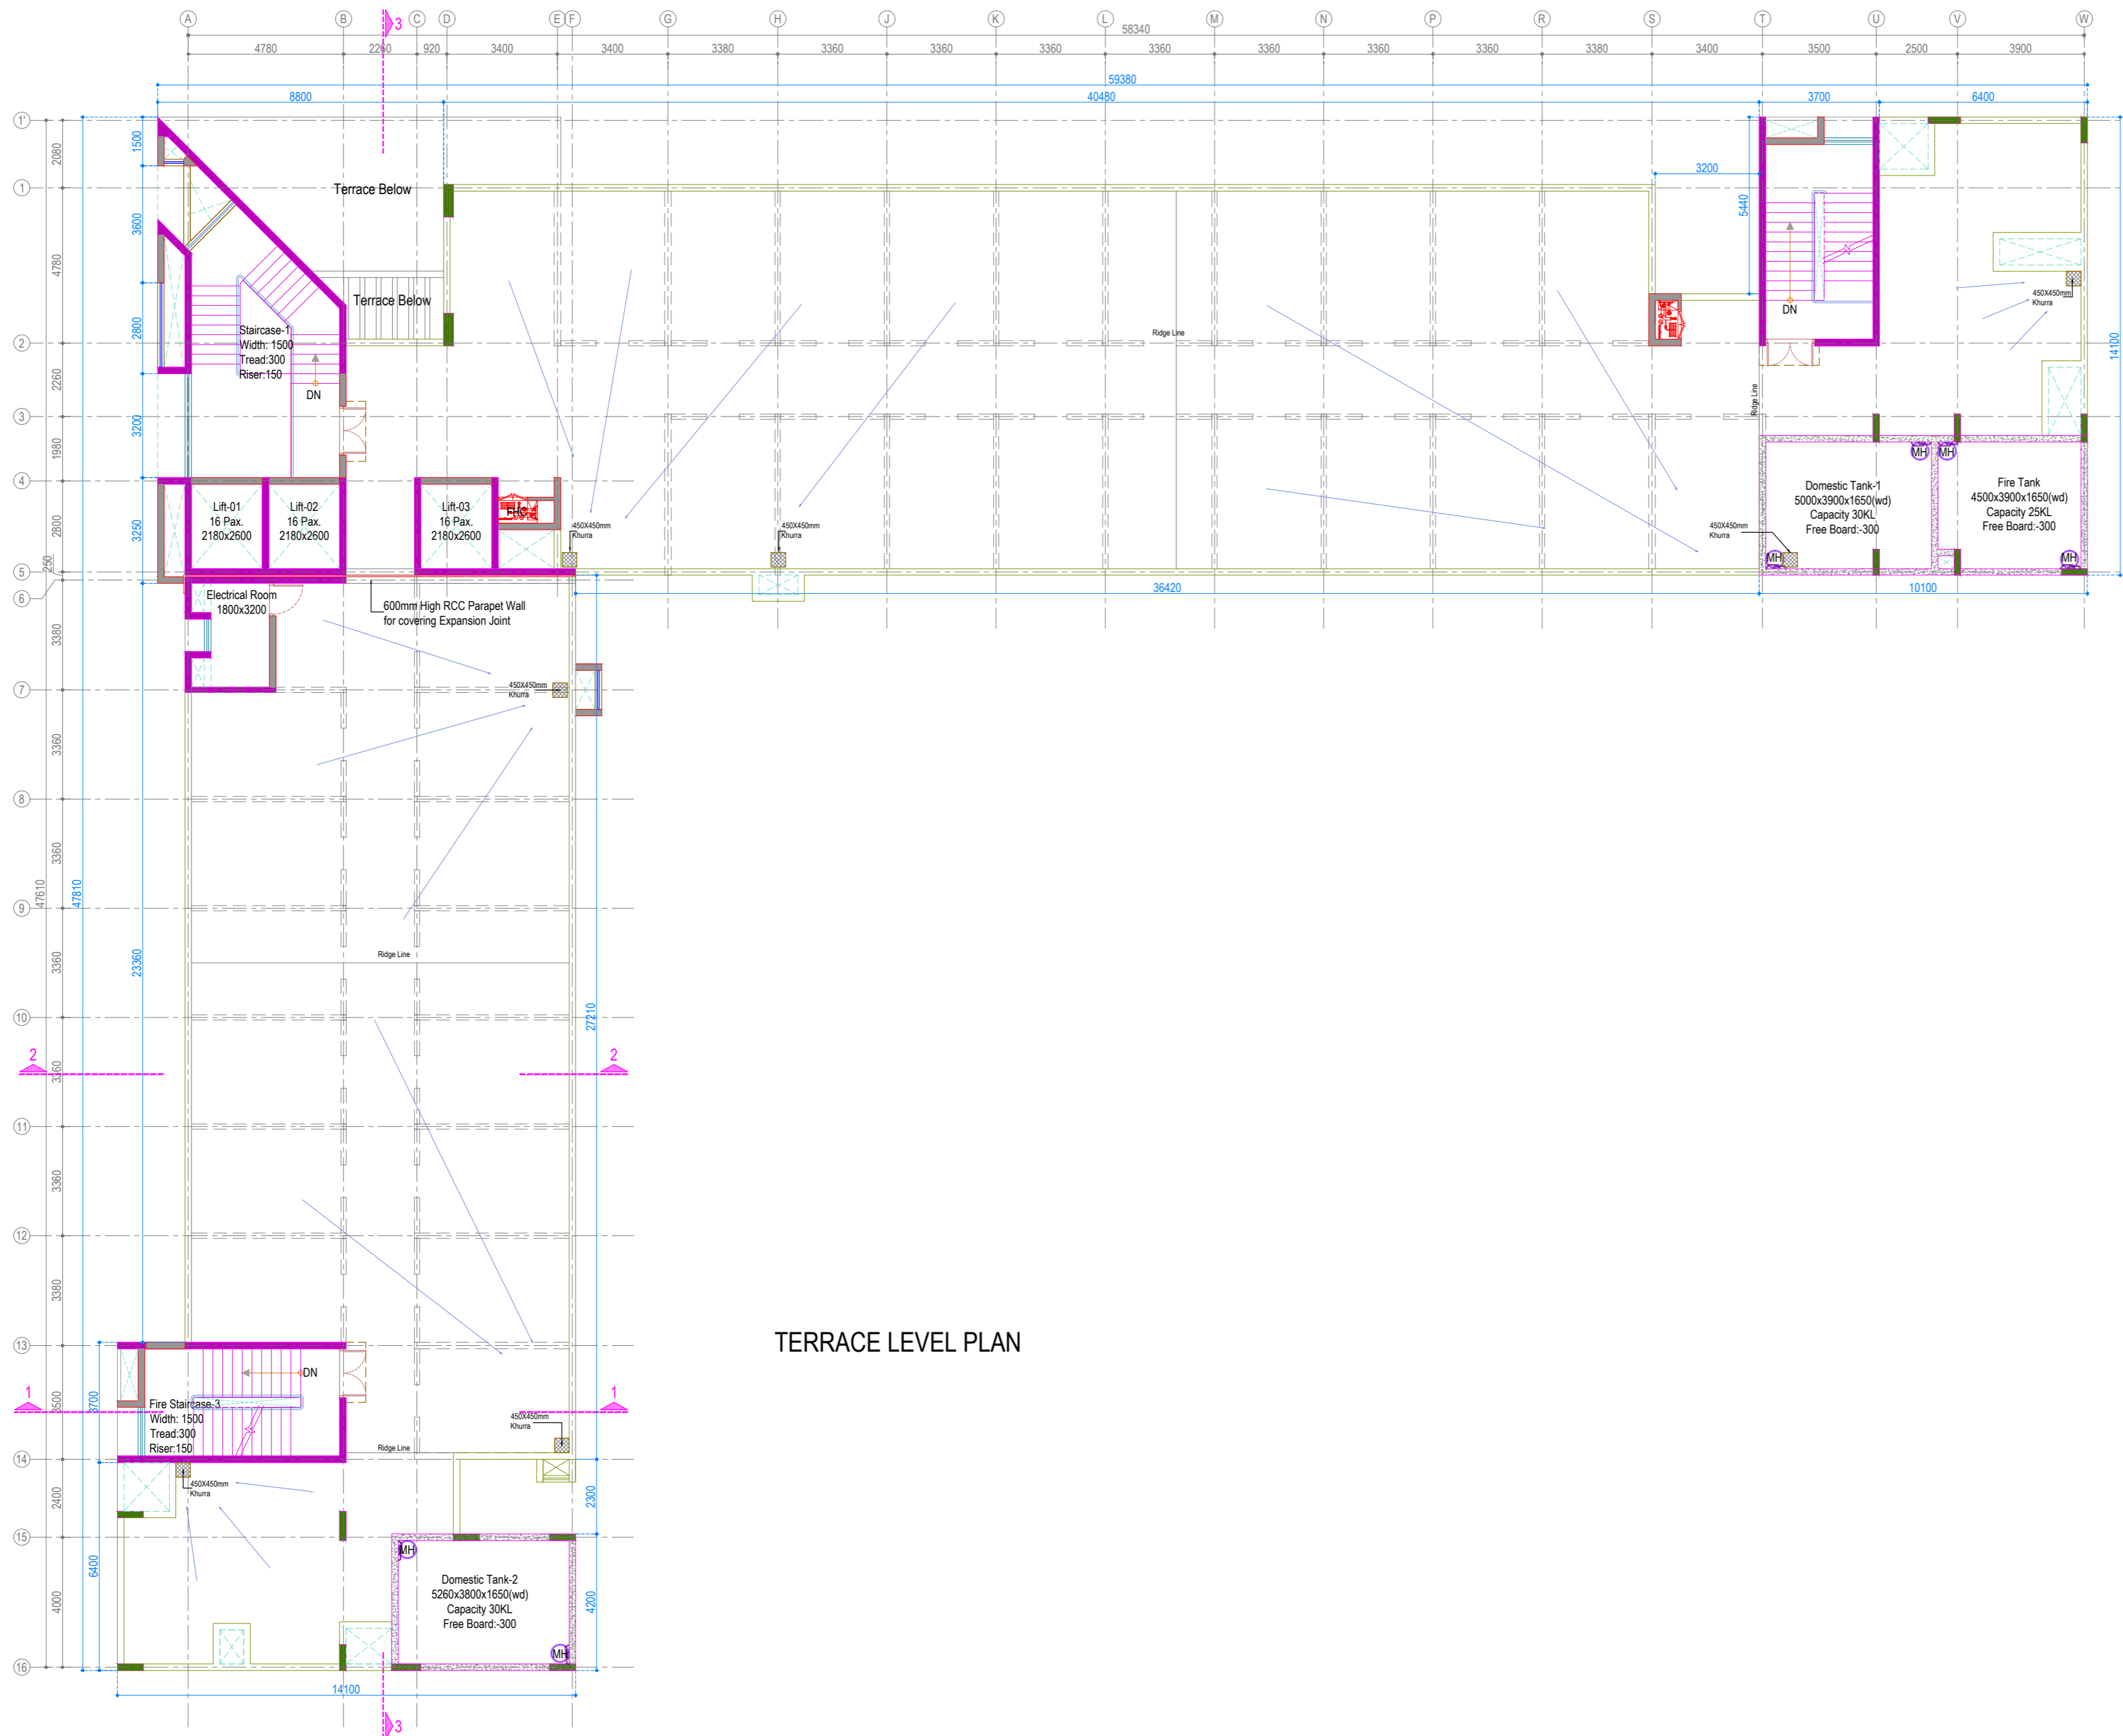 A
B
C
D
E
F
G
H
J
K
L
M
N
P
R
S
T
U
V
W
3
58340
4780
2260
920
3400
3400
3380
3360
3360
3360
3360
3360
3360
3360
3380
3400
3500
2500
3900
59380
8800
40480
3700
6400
1'
1
2
3
4
5
6
7
8
9
10
11
12
13
14
15
16
2080
4780
2260
1980
2800
250
3380
3360
3360
3360
3360
3360
3380
3500
2400
4000
47610
47810
1500
3600
2800
3200
3250
23360
3700
6400
Terrace Below
Terrace Below
Staircase-1
Width: 1500
Tread:300
Riser:150
DN
Lift-01
16 Pax.
2180x2600
Lift-02
16 Pax.
2180x2600
Lift-03
16 Pax.
2180x2600
FHC
450X450mm
Khurra
450X450mm
Khurra
Ridge Line
3200
5440
DN
Ridge Line
450X450mm
Khurra
14100
MH
MH
Domestic Tank-1
5000x3900x1650(wd)
Capacity 30KL
Free Board:-300
Fire Tank
4500x3900x1650(wd)
Capacity 25KL
Free Board:-300
450X450mm
Khurra
MH
MH
36420
10100
Electrical Room
1800x3200
600mm High RCC Parapet Wall
for covering Expansion Joint
450X450mm
Khurra
Ridge Line
27210
2
2
TERRACE LEVEL PLAN
DN
Fire Staircase-3
Width: 1500
Tread:300
Riser:150
1
1
450X450mm
Khurra
Ridge Line
450X450mm
Khurra
2300
MH
Domestic Tank-2
5260x3800x1650(wd)
Capacity 30KL
Free Board:-300
MH
4200
14100
3